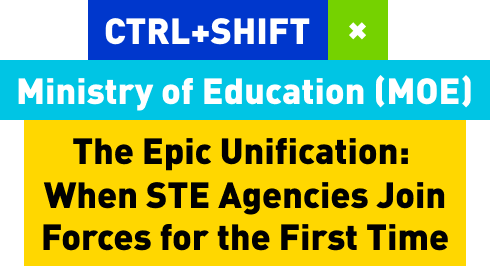 CTRL+SHIFT ✖
Ministry of Education (MOE)
The Epic Unification:
When STE Agencies Join
Forces for the First Time